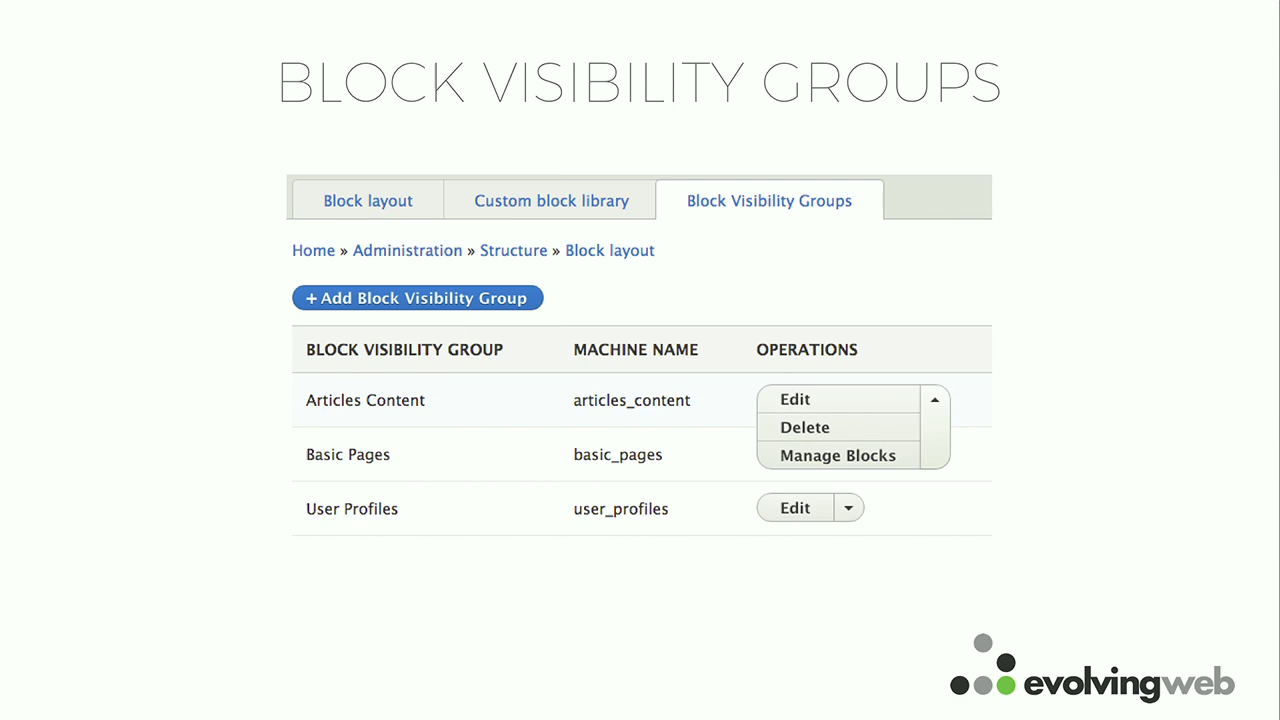 BLOCK VISIBILITY GROUPS
Block layout Custom block library Block Visibility Groups
Home » Administration » Structure » Block layout
+ Add Block Visibility Group
BLOCK VISIBILITY GROUP MACHINE NAME OPERATIONS
Articles Content articles_content Edit
Delete
Basic Pages basic_pages Manage Blocks
User Profiles user_profiles Edit
evolvingweb